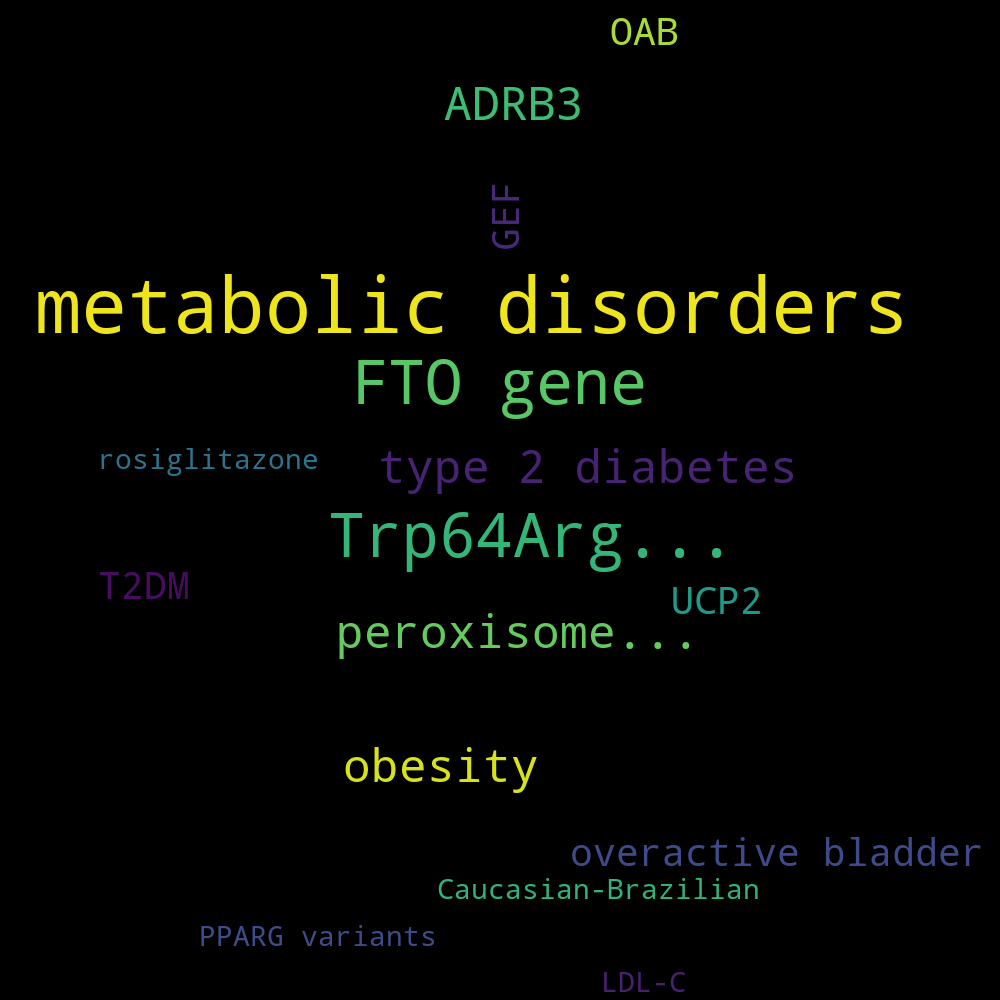 OAB
ADRB3
GEF
metabolic disorders
FTO gene
rosiglitazone
type 2 diabetes
Trp64Arg...
T2DM
UCP2
peroxisome...
obesity
overactive bladder
Caucasian-Brazilian
PPARG variants
LDL-C